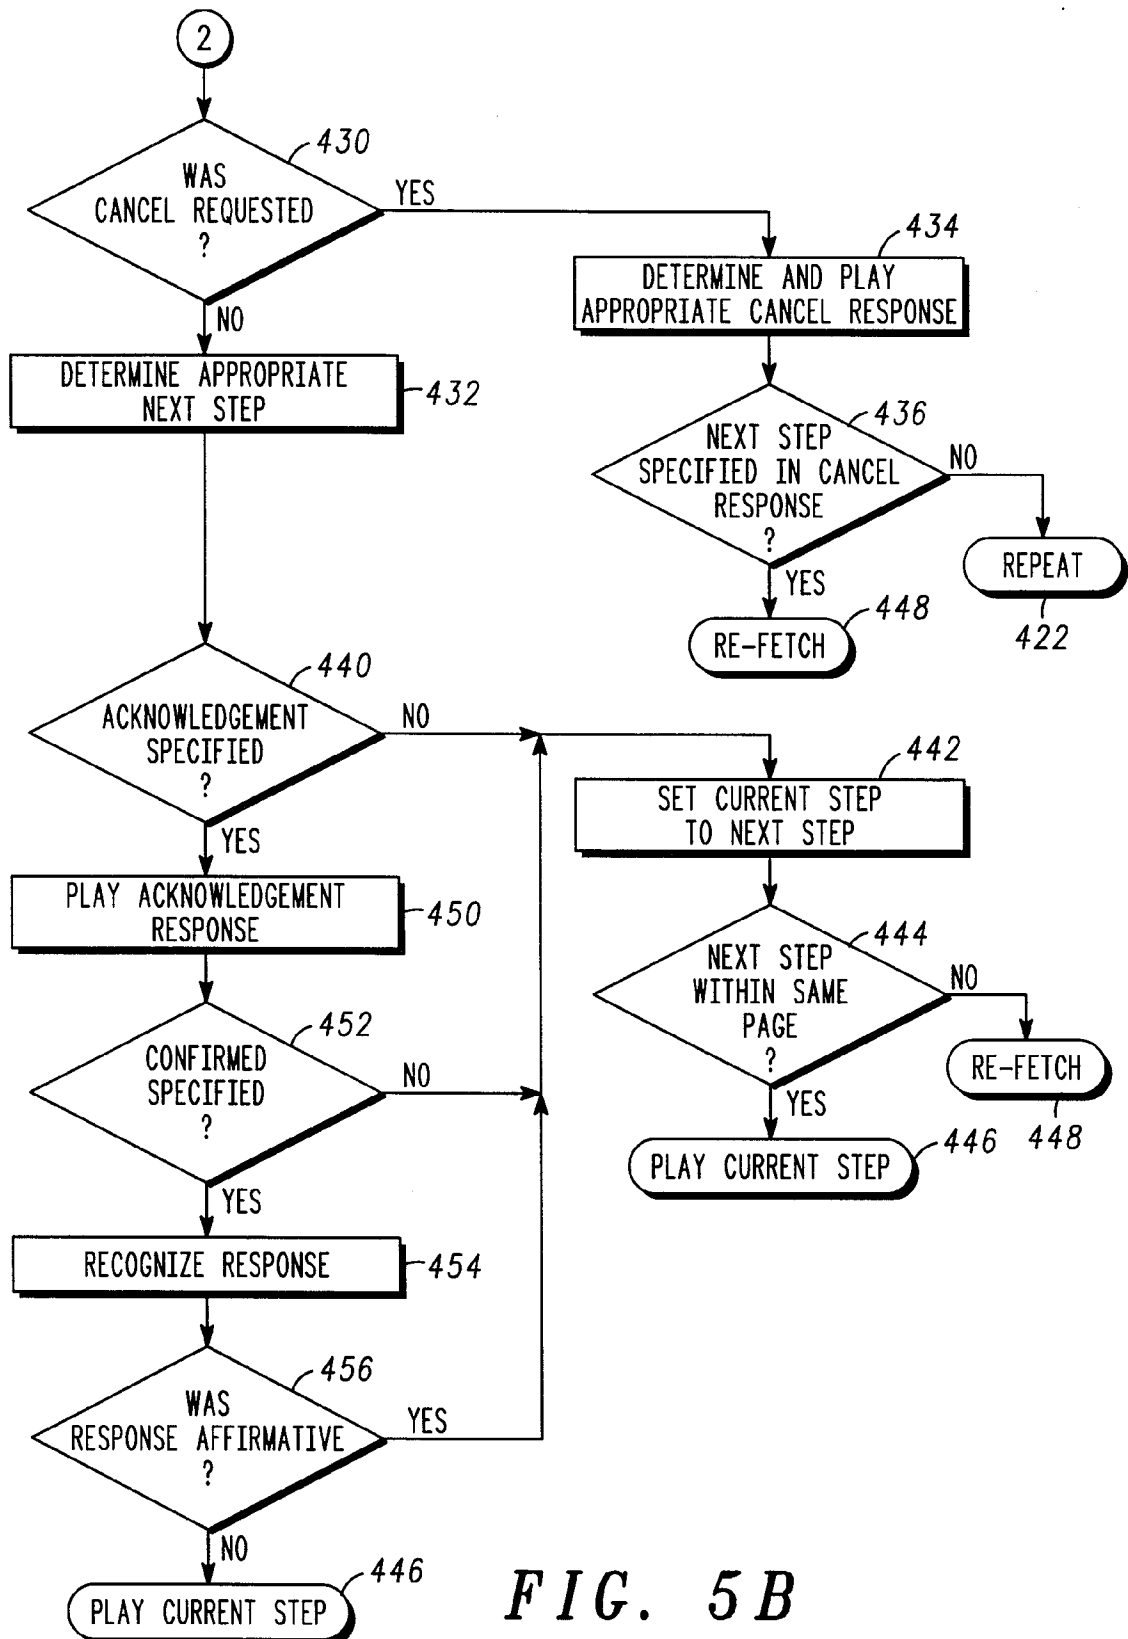 2
430
WAS
CANCEL REQUESTED
?
YES
NO
434
DETERMINE AND PLAY
APPROPRIATE CANCEL RESPONSE
DETERMINE APPROPRIATE
NEXT STEP
432
436
NEXT STEP
SPECIFIED IN CANCEL
RESPONSE
?
NO
YES
REPEAT
422
448
RE-FETCH
440
ACKNOWLEDGEMENT
SPECIFIED
?
NO
YES
442
SET CURRENT STEP
TO NEXT STEP
PLAY ACKNOWLEDGEMENT
RESPONSE
450
444
NEXT STEP
WITHIN SAME
PAGE
?
NO
YES
RE-FETCH
448
PLAY CURRENT STEP
446
452
CONFIRMED
SPECIFIED
?
NO
YES
RECOGNIZE RESPONSE
454
456
WAS
RESPONSE AFFIRMATIVE
?
YES
NO
446
PLAY CURRENT STEP
FIG. 5B